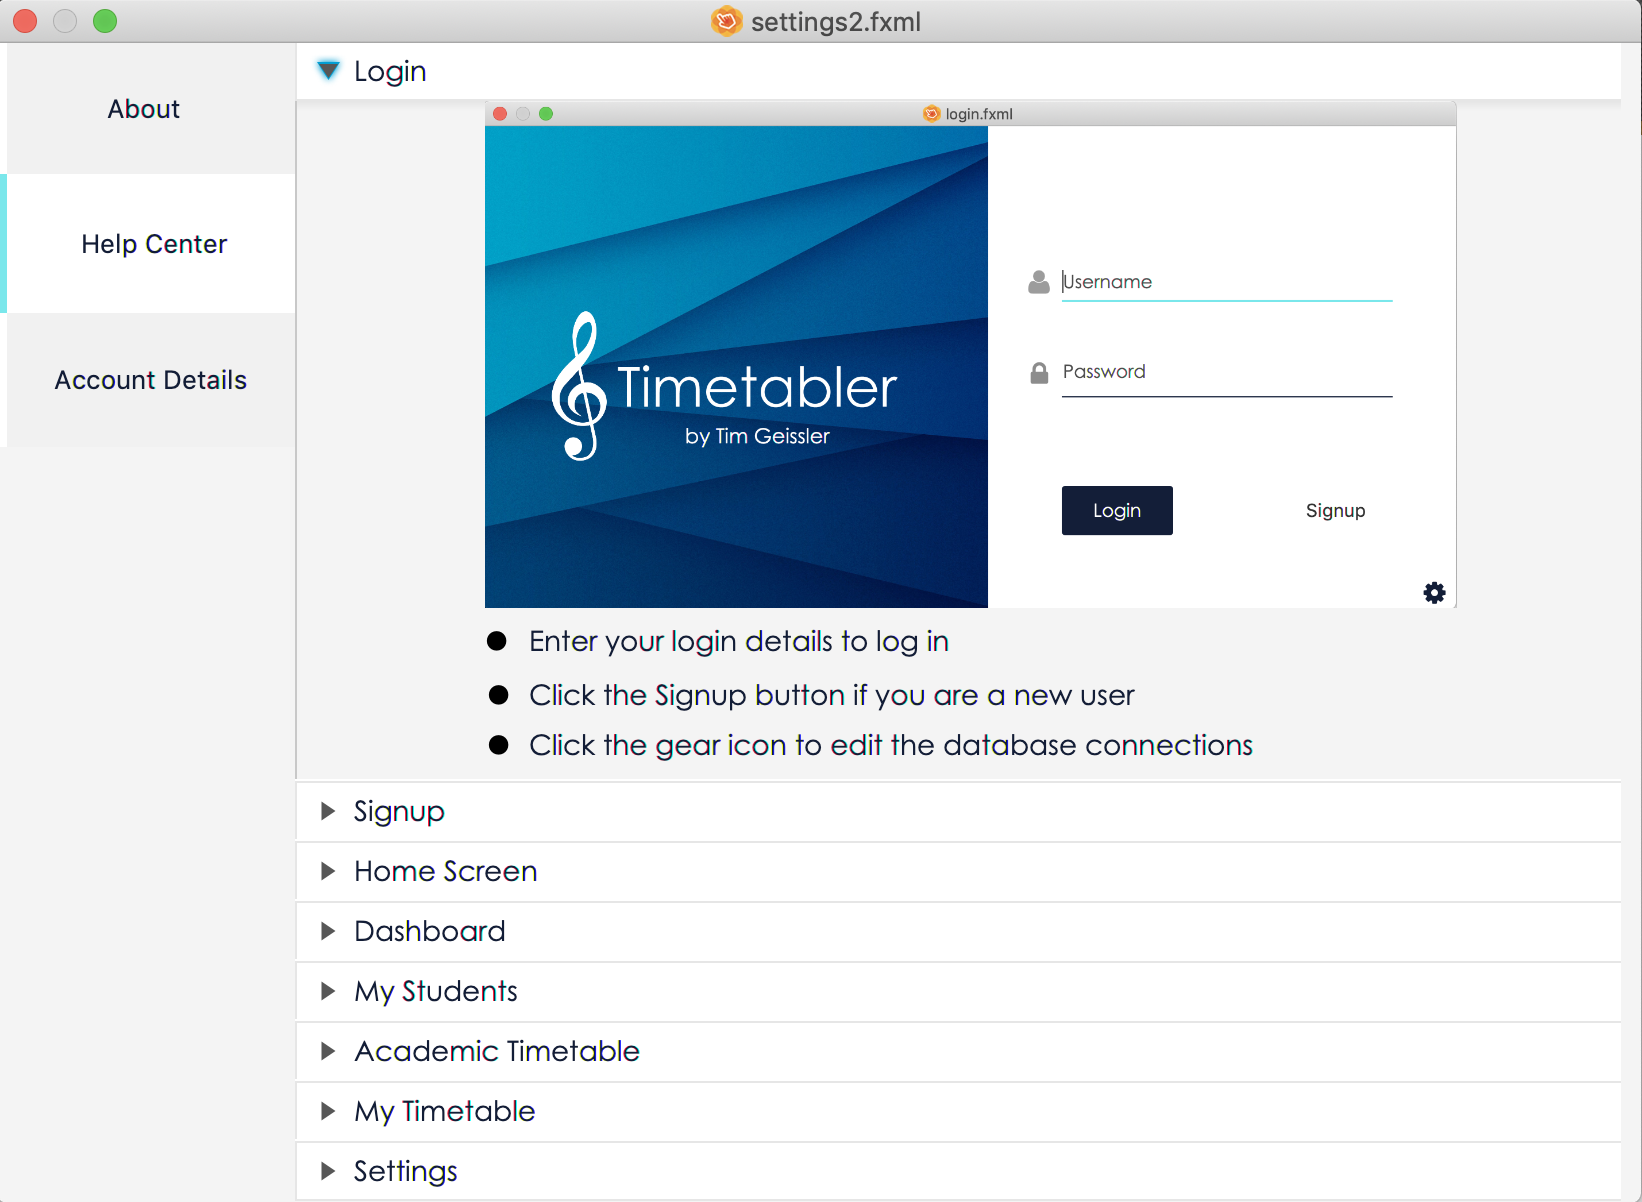 settings2.fxml
About
Help Center
Account Details
Login
login.fxml
Timetabler
by Tim Geissler
Username
Password
Login
Signup
Enter your login details to log in
Click the Signup button if you are a new user
Click the gear icon to edit the database connections
Signup
Home Screen
Dashboard
My Students
Academic Timetable
My Timetable
Settings